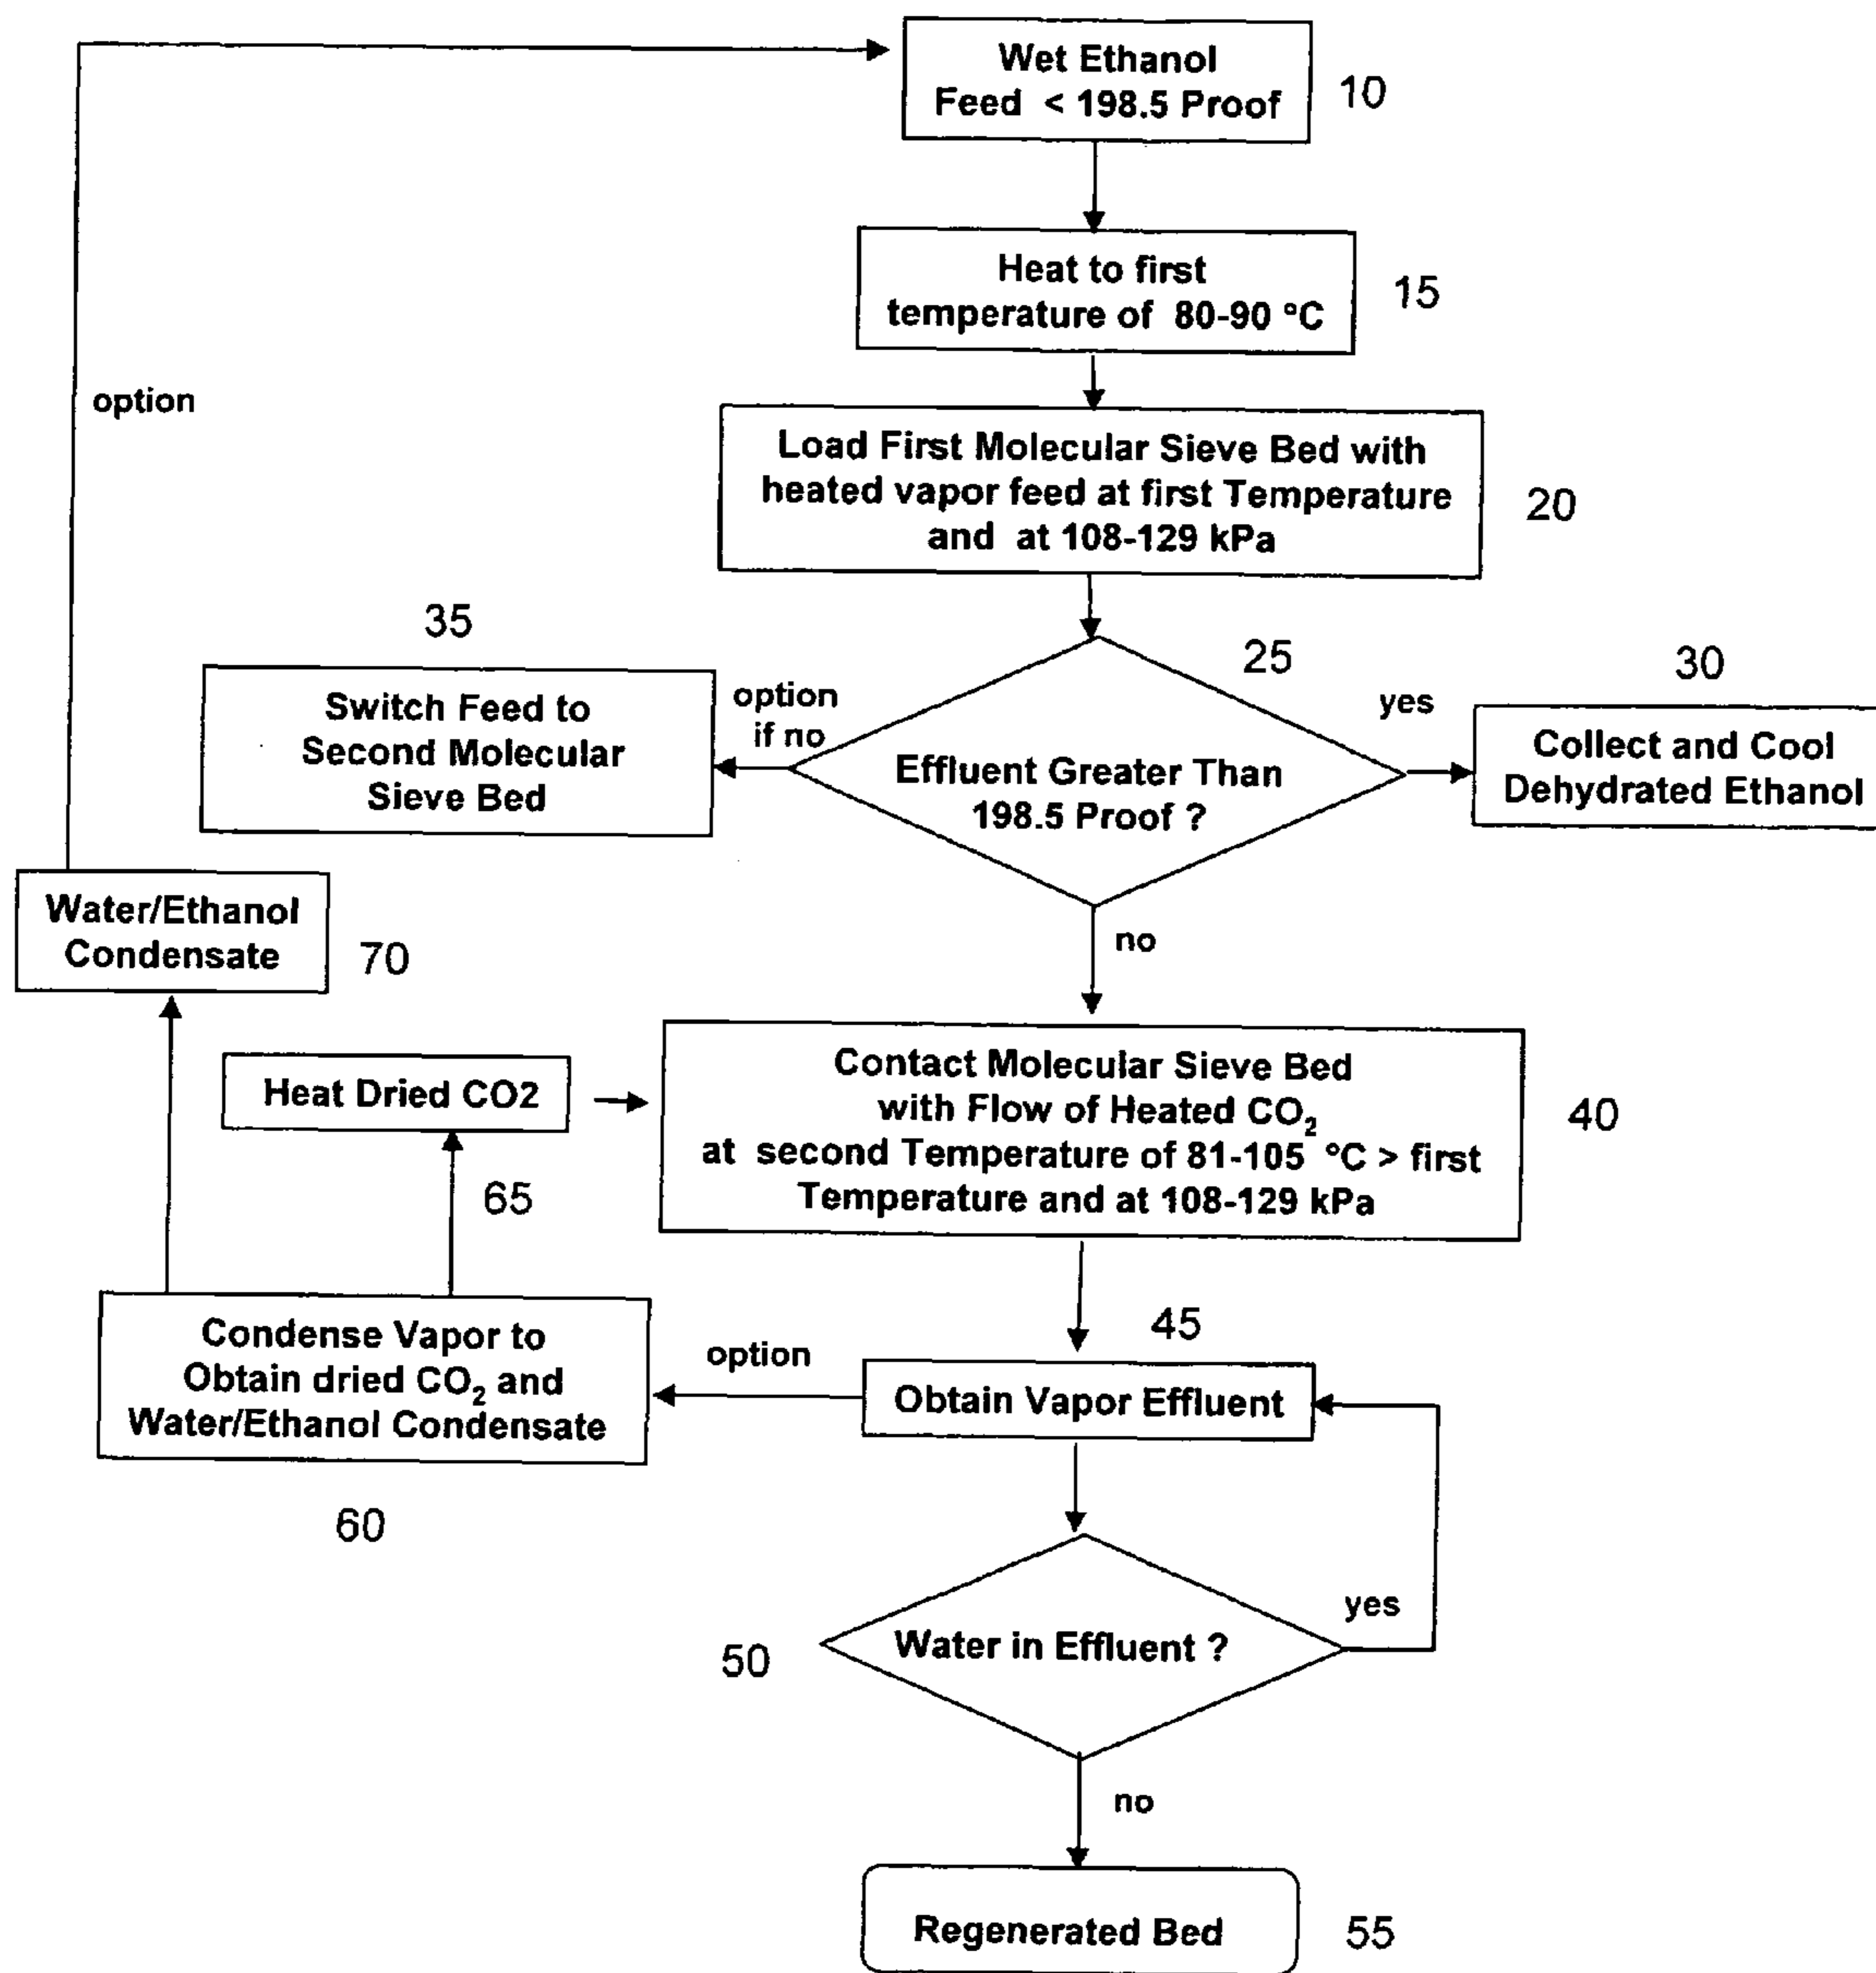 Wet Ethanol
Feed < 198.5 Proof
10
Heat to first
temperature of 80-90 °C
15
option
Load First Molecular Sieve Bed with
heated vapor feed at first Temperature
and at 108-129 kPa
20
35
25
30
Switch Feed to
Second Molecular
Sieve Bed
option
if no
yes
Effluent Greater Than
198.5 Proof ?
Collect and Cool
Dehydrated Ethanol
Water/Ethanol
Condensate
70
no
Heat Dried CO2
65
Contact Molecular Sieve Bed
with Flow of Heated CO₂
at second Temperature of 81-105 °C > first
Temperature and at 108-129 kPa
40
Condense Vapor to
Obtain dried CO₂ and
Water/Ethanol Condensate
60
option
45
Obtain Vapor Effluent
50
Water in Effluent ?
yes
no
Regenerated Bed
55